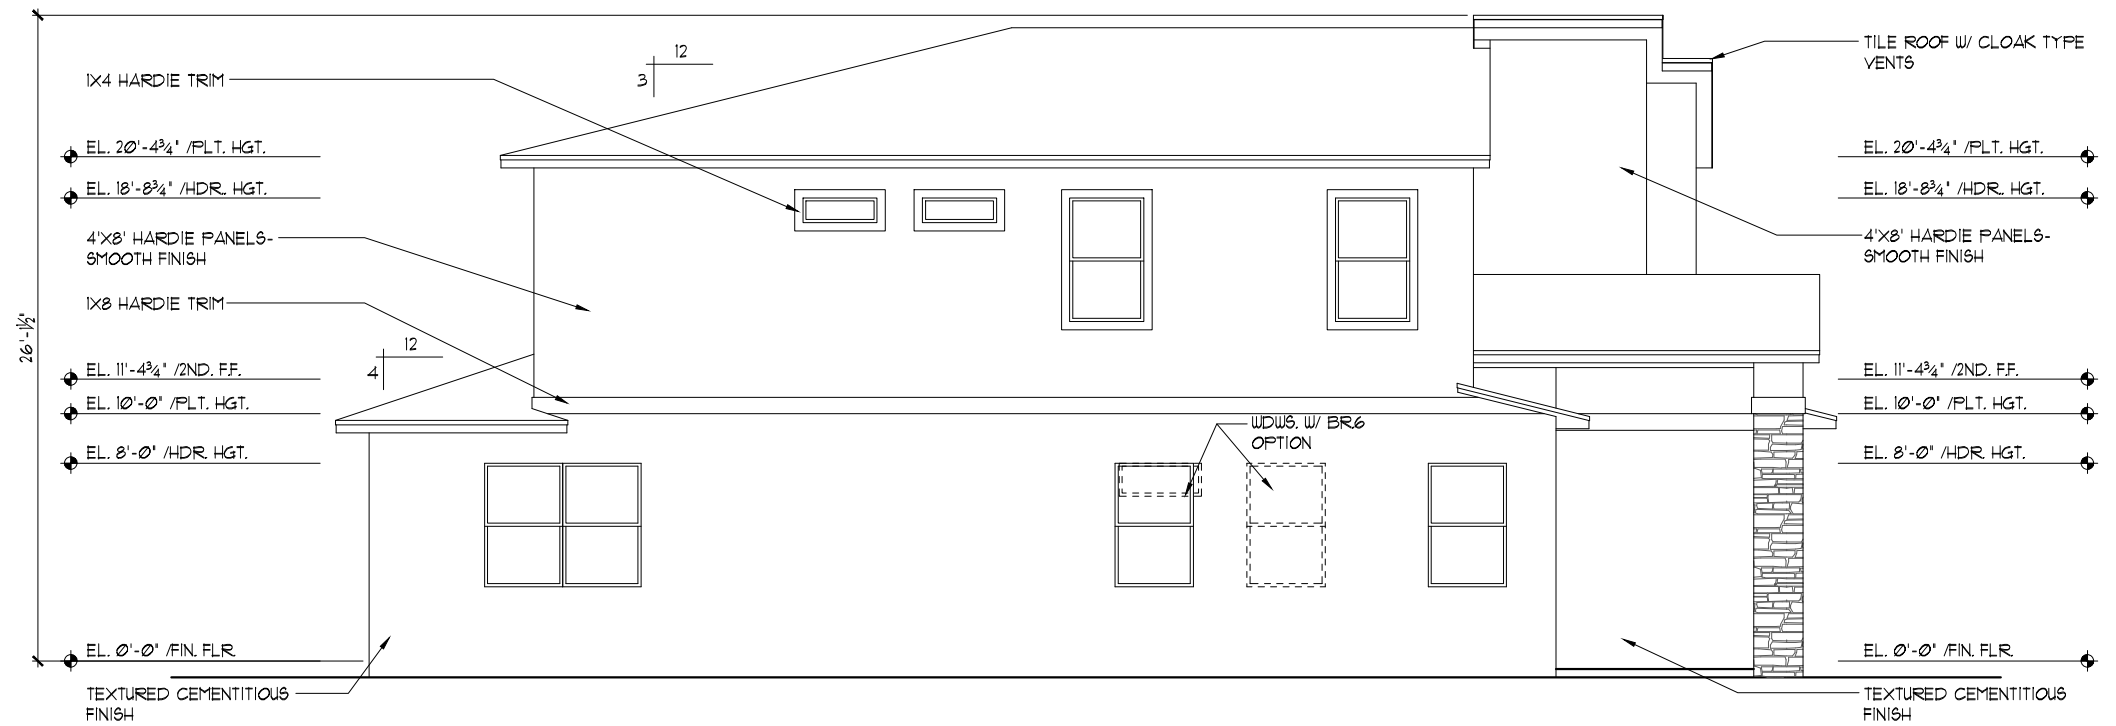 12
3
1X4 HARDIE TRIM
EL. 20'-4¾" /PLT. HGT.
EL. 18'-8¾" /HDR. HGT.
4'X8' HARDIE PANELS-
SMOOTH FINISH
1X8 HARDIE TRIM
26'-1½"
12
4
EL. 11'-4¾" /2ND. F.F.
EL. 10'-0" /PLT. HGT.
EL. 8'-0" /HDR. HGT.
EL. 0'-0" /FIN. FLR.
TEXTURED CEMENTITIOUS
FINISH
WDWS. W/ BR.6
OPTION
TILE ROOF W/ CLOAK TYPE
VENTS
EL. 20'-4¾" /PLT. HGT.
EL. 18'-8¾" /HDR. HGT.
4'X8' HARDIE PANELS-
SMOOTH FINISH
EL. 11'-4¾" /2ND. F.F.
EL. 10'-0" /PLT. HGT.
EL. 8'-0" /HDR. HGT.
EL. 0'-0" /FIN. FLR.
TEXTURED CEMENTITIOUS
FINISH